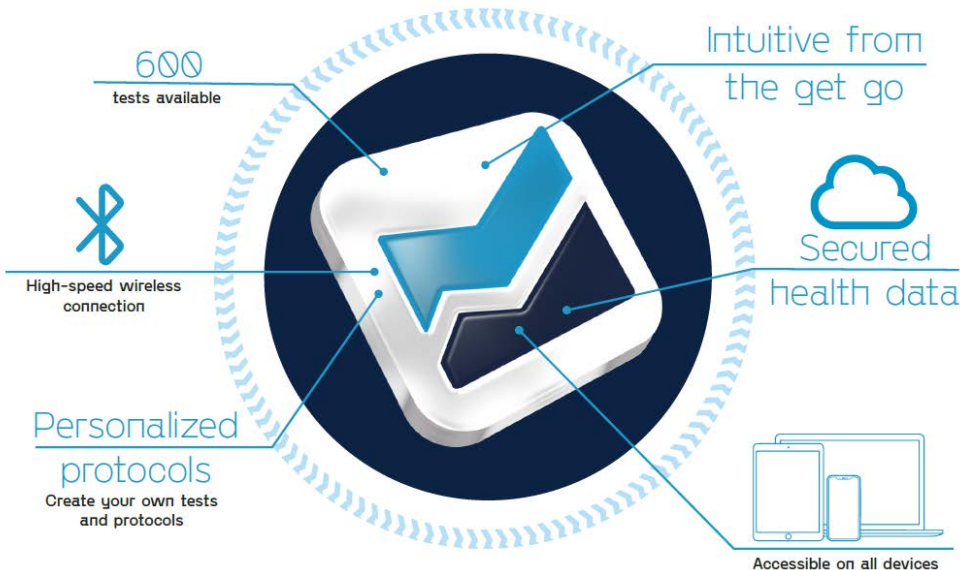 600
tests available
High-speed wireless
connection
Personalized
protocols
Create your own tests
and protocols
Intuitive from
the get go
Secured
health data
Accessible on all devices